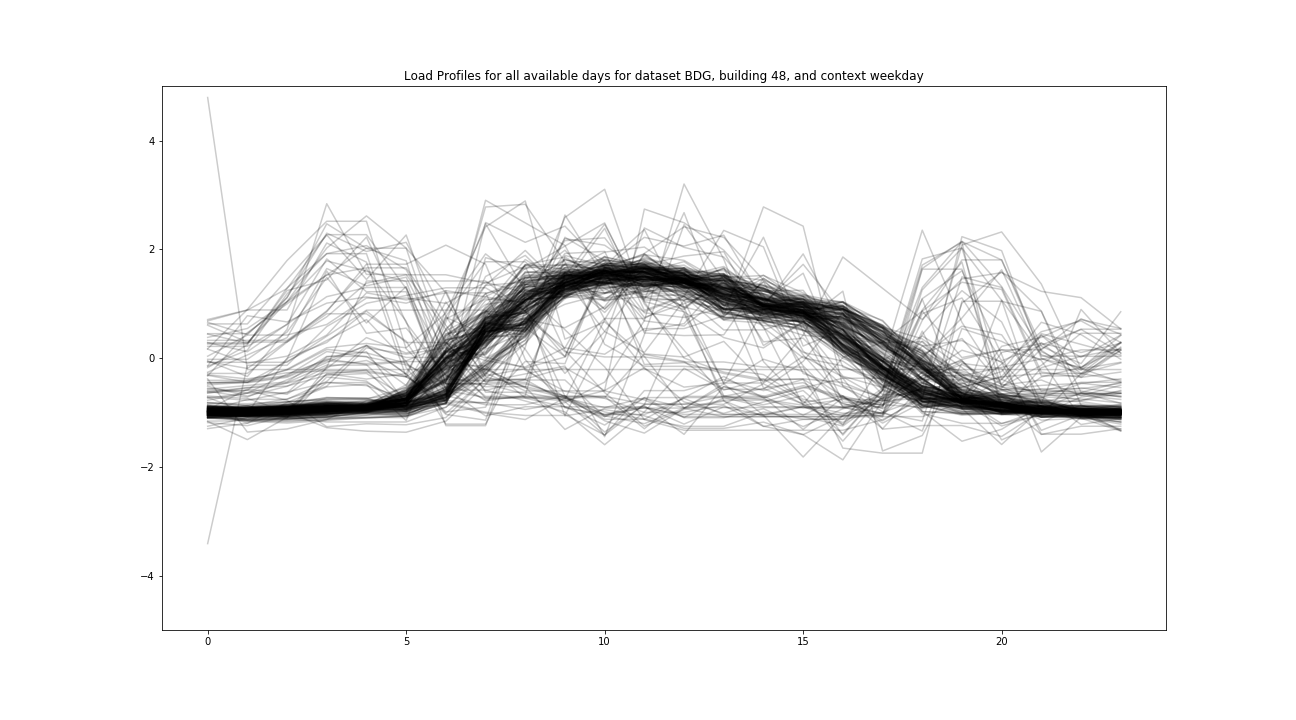 Load Profiles for all available days for dataset BDG, building 48, and context weekday
4
2
0
−2
−4
0 5 10 15 20